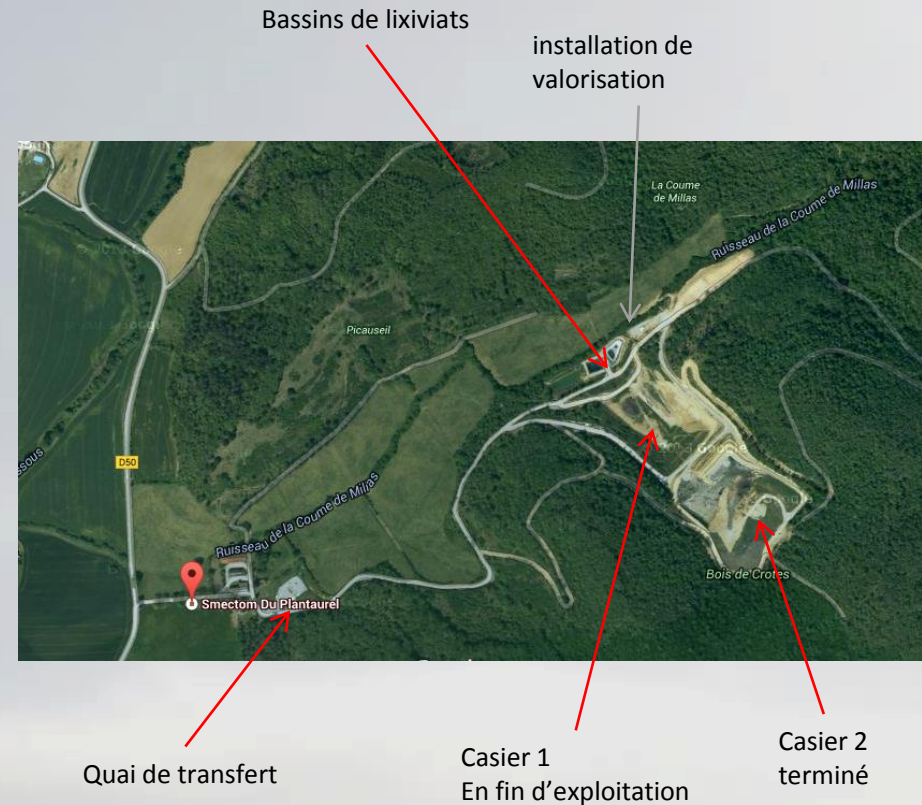 Bassins de lixiviats
installation de
valorisation
La Coume
de Millas
Ruisseau de la Coume de Millas
Picauseil
D50
Ruisseau de la Coume de Millas
Smectom Du Plantaurel
Bois de Crotes
Quai de transfert
Casier 1
En fin d’exploitation
Casier 2
terminé